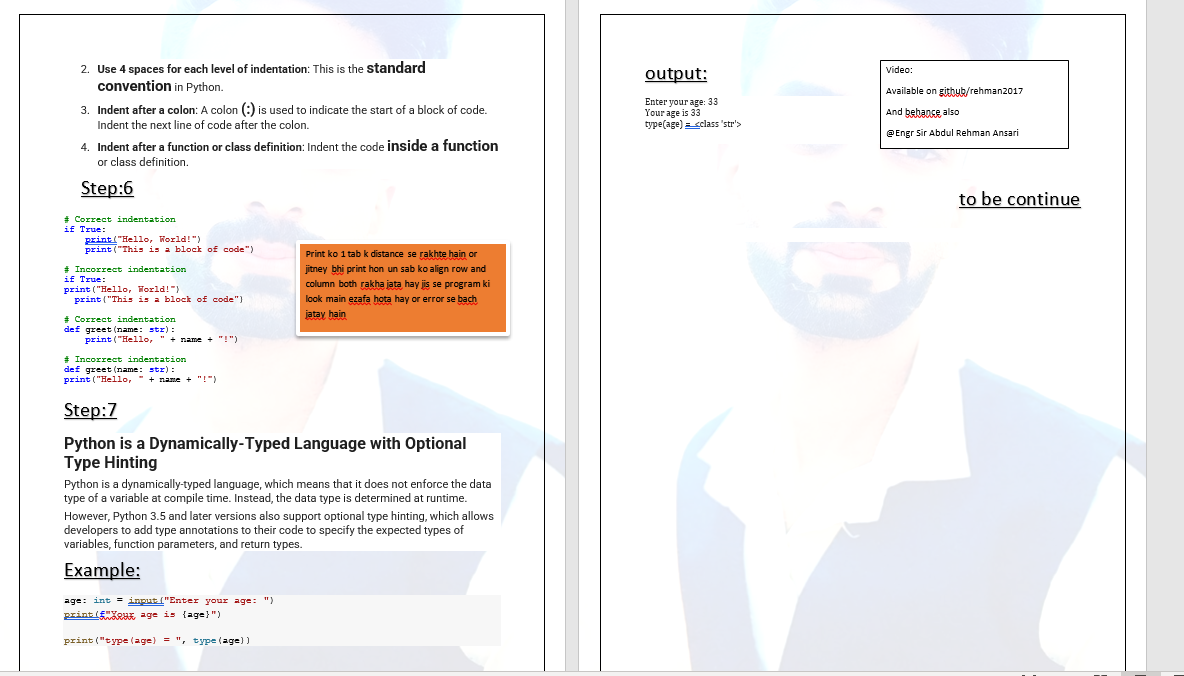 2. Use 4 spaces for each level of indentation: This is the standard
convention in Python.
3. Indent after a colon: A colon (:) is used to indicate the start of a block of code.
Indent the next line of code after the colon.
4. Indent after a function or class definition: Indent the code inside a function
or class definition.
Step:6
# Correct indentation
if True:
    print("Hello, World!")
    print("This is a block of code")
# Incorrect indentation
if True:
print("Hello, World!")
  print("This is a block of code")
# Correct indentation
def greet(name: str):
    print("Hello, " + name + "!")
# Incorrect indentation
def greet(name: str):
print("Hello, " + name + "!")
Print ko 1 tab k distance se rakhte hain or
jitney bhi print hon un sab ko align row and
column both rakha jata hay jis se program ki
look main ezafa hota hay or error se bach
jatay hain
Step:7
Python is a Dynamically-Typed Language with Optional
Type Hinting
Python is a dynamically-typed language, which means that it does not enforce the data
type of a variable at compile time. Instead, the data type is determined at runtime.
However, Python 3.5 and later versions also support optional type hinting, which allows
developers to add type annotations to their code to specify the expected types of
variables, function parameters, and return types.
Example:
age: int = input("Enter your age: ")
print(f"Your age is {age}")
print("type(age) = ", type(age))
output:
Enter your age: 33
Your age is 33
type(age) = <class 'str'>
Video:
Available on github/rehman2017
And behance also
@Engr Sir Abdul Rehman Ansari
to be continue